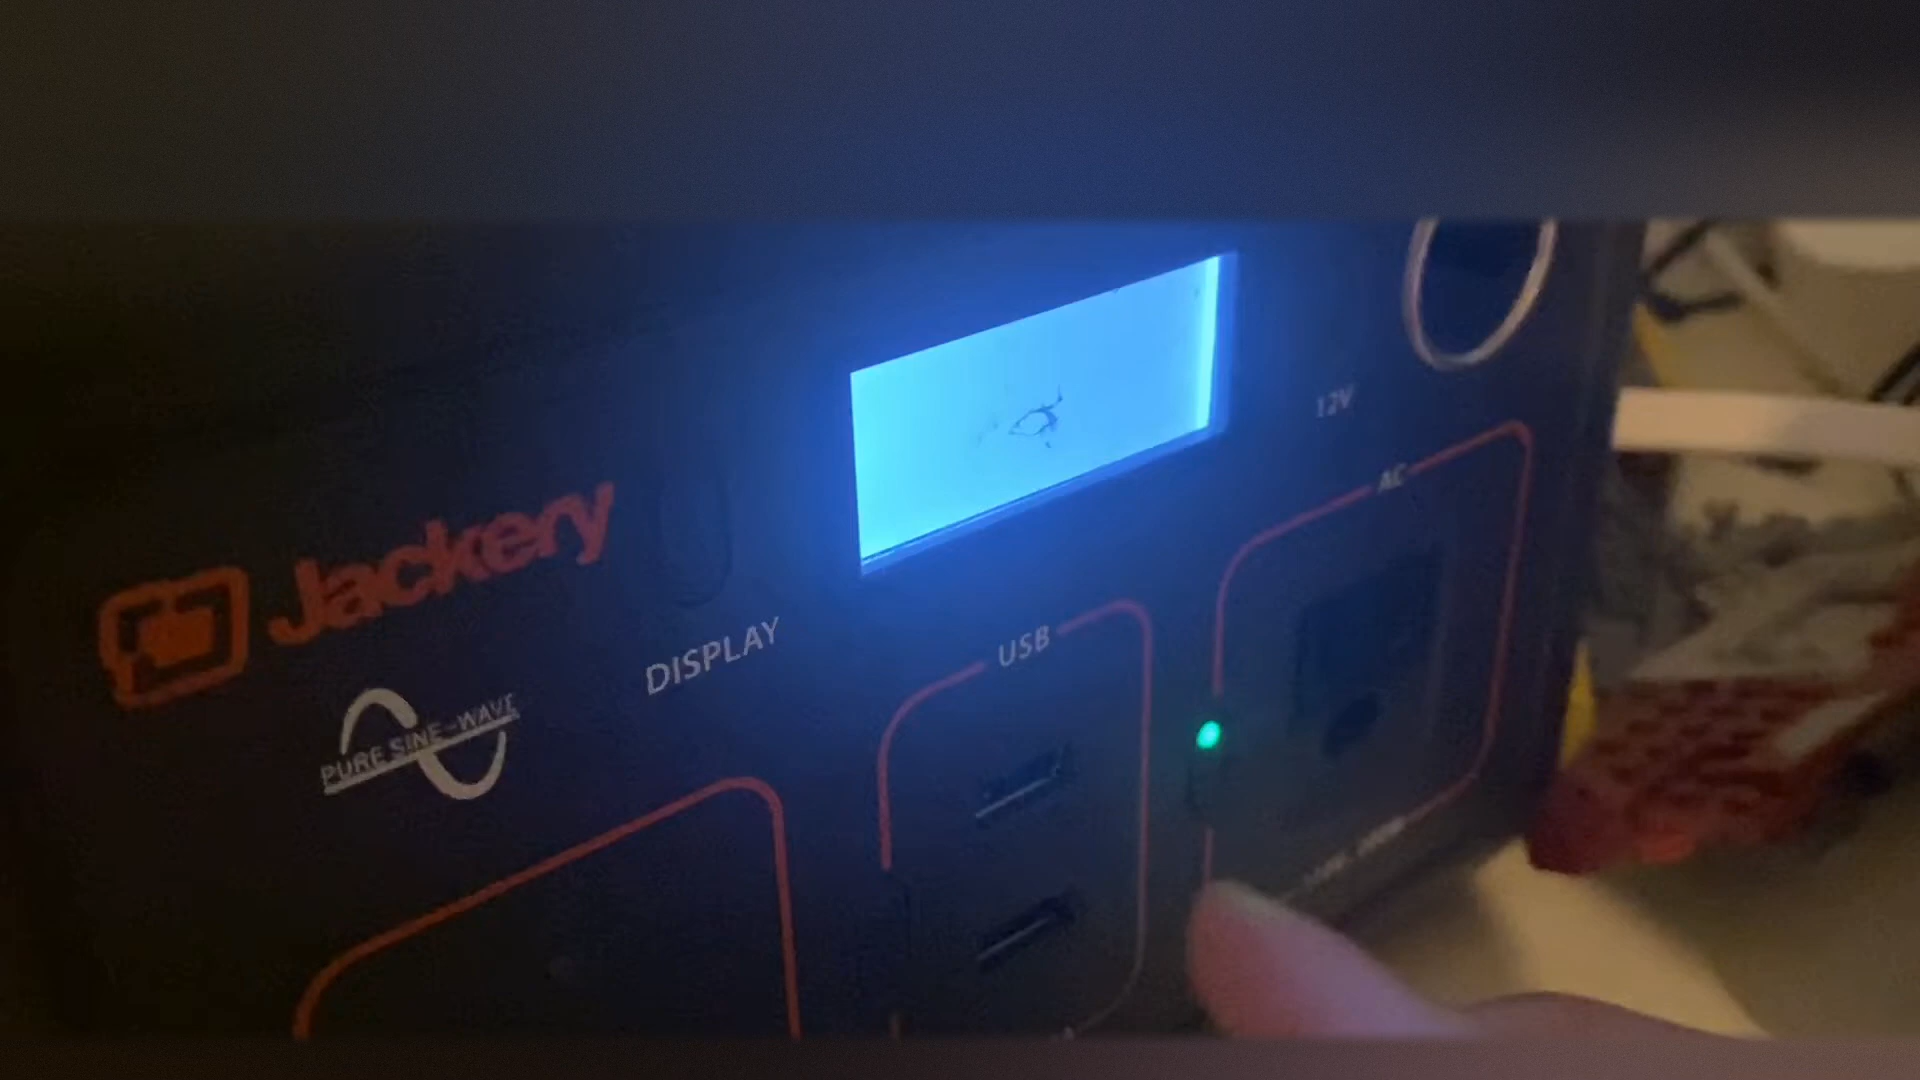 12V
AC
Jackery
USB
DISPLAY
PURE SINE-WAVE